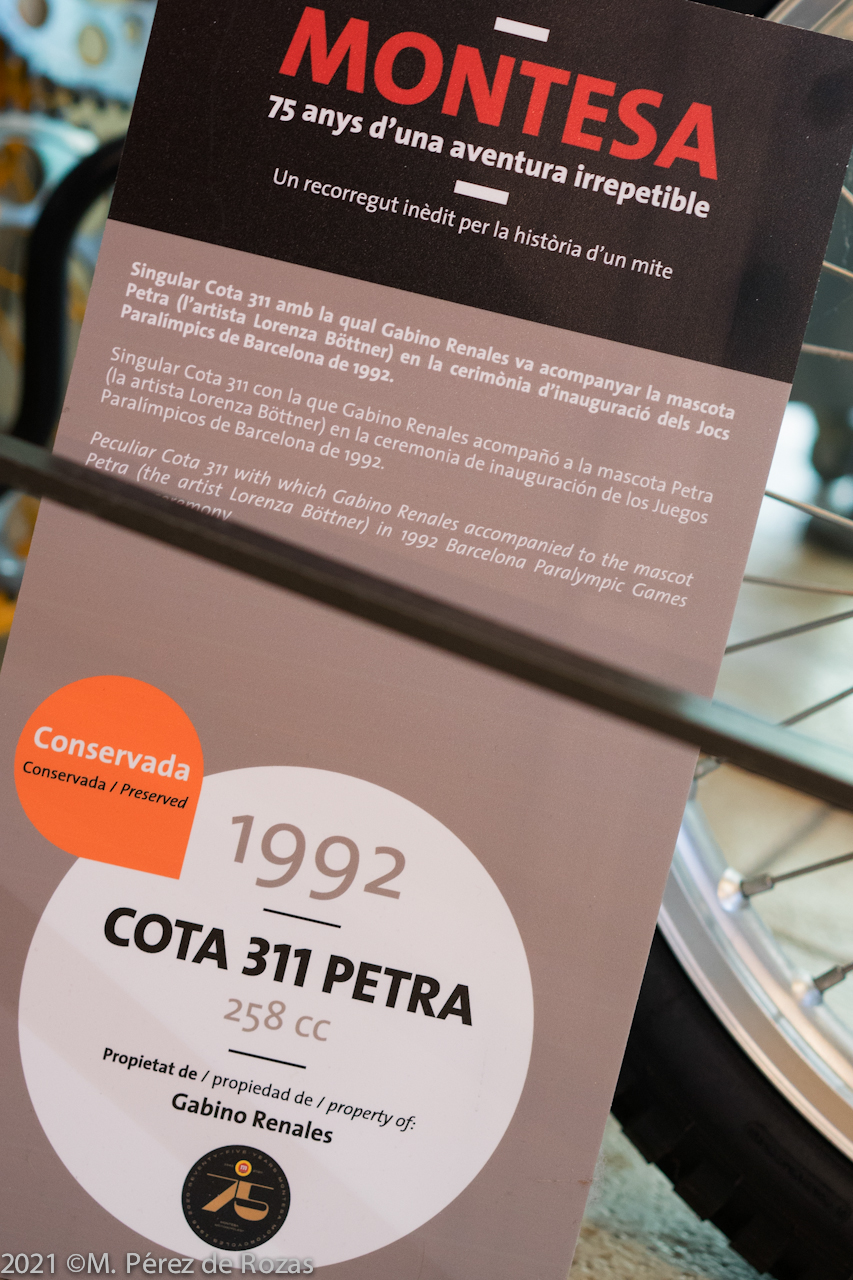 MONTESA
75 anys d'una aventura irrepetible
Un recorregut inèdit per la història d'un mite
Singular Cota 311 amb la qual Gabino Renales va acompanyar la mascota
Petra (l'artista Lorenza Böttner) en la cerimònia d'inauguració dels Jocs
Paralímpics de Barcelona de 1992.
Singular Cota 311 con la que Gabino Renales acompañó a la mascota Petra
(la artista Lorenza Böttner) en la ceremonia de inauguración de los Juegos
Paralímpicos de Barcelona de 1992.
Peculiar Cota 311 with which Gabino Renales accompanied to the mascot
Petra (the artist Lorenza Böttner) in 1992 Barcelona Paralympic Games
ceremony
Conservada
Conservada / Preserved
1992
COTA 311 PETRA
258 cc
Propietat de / propiedad de / property of:
Gabino Renales
2021 ©M. Pérez de Rozas